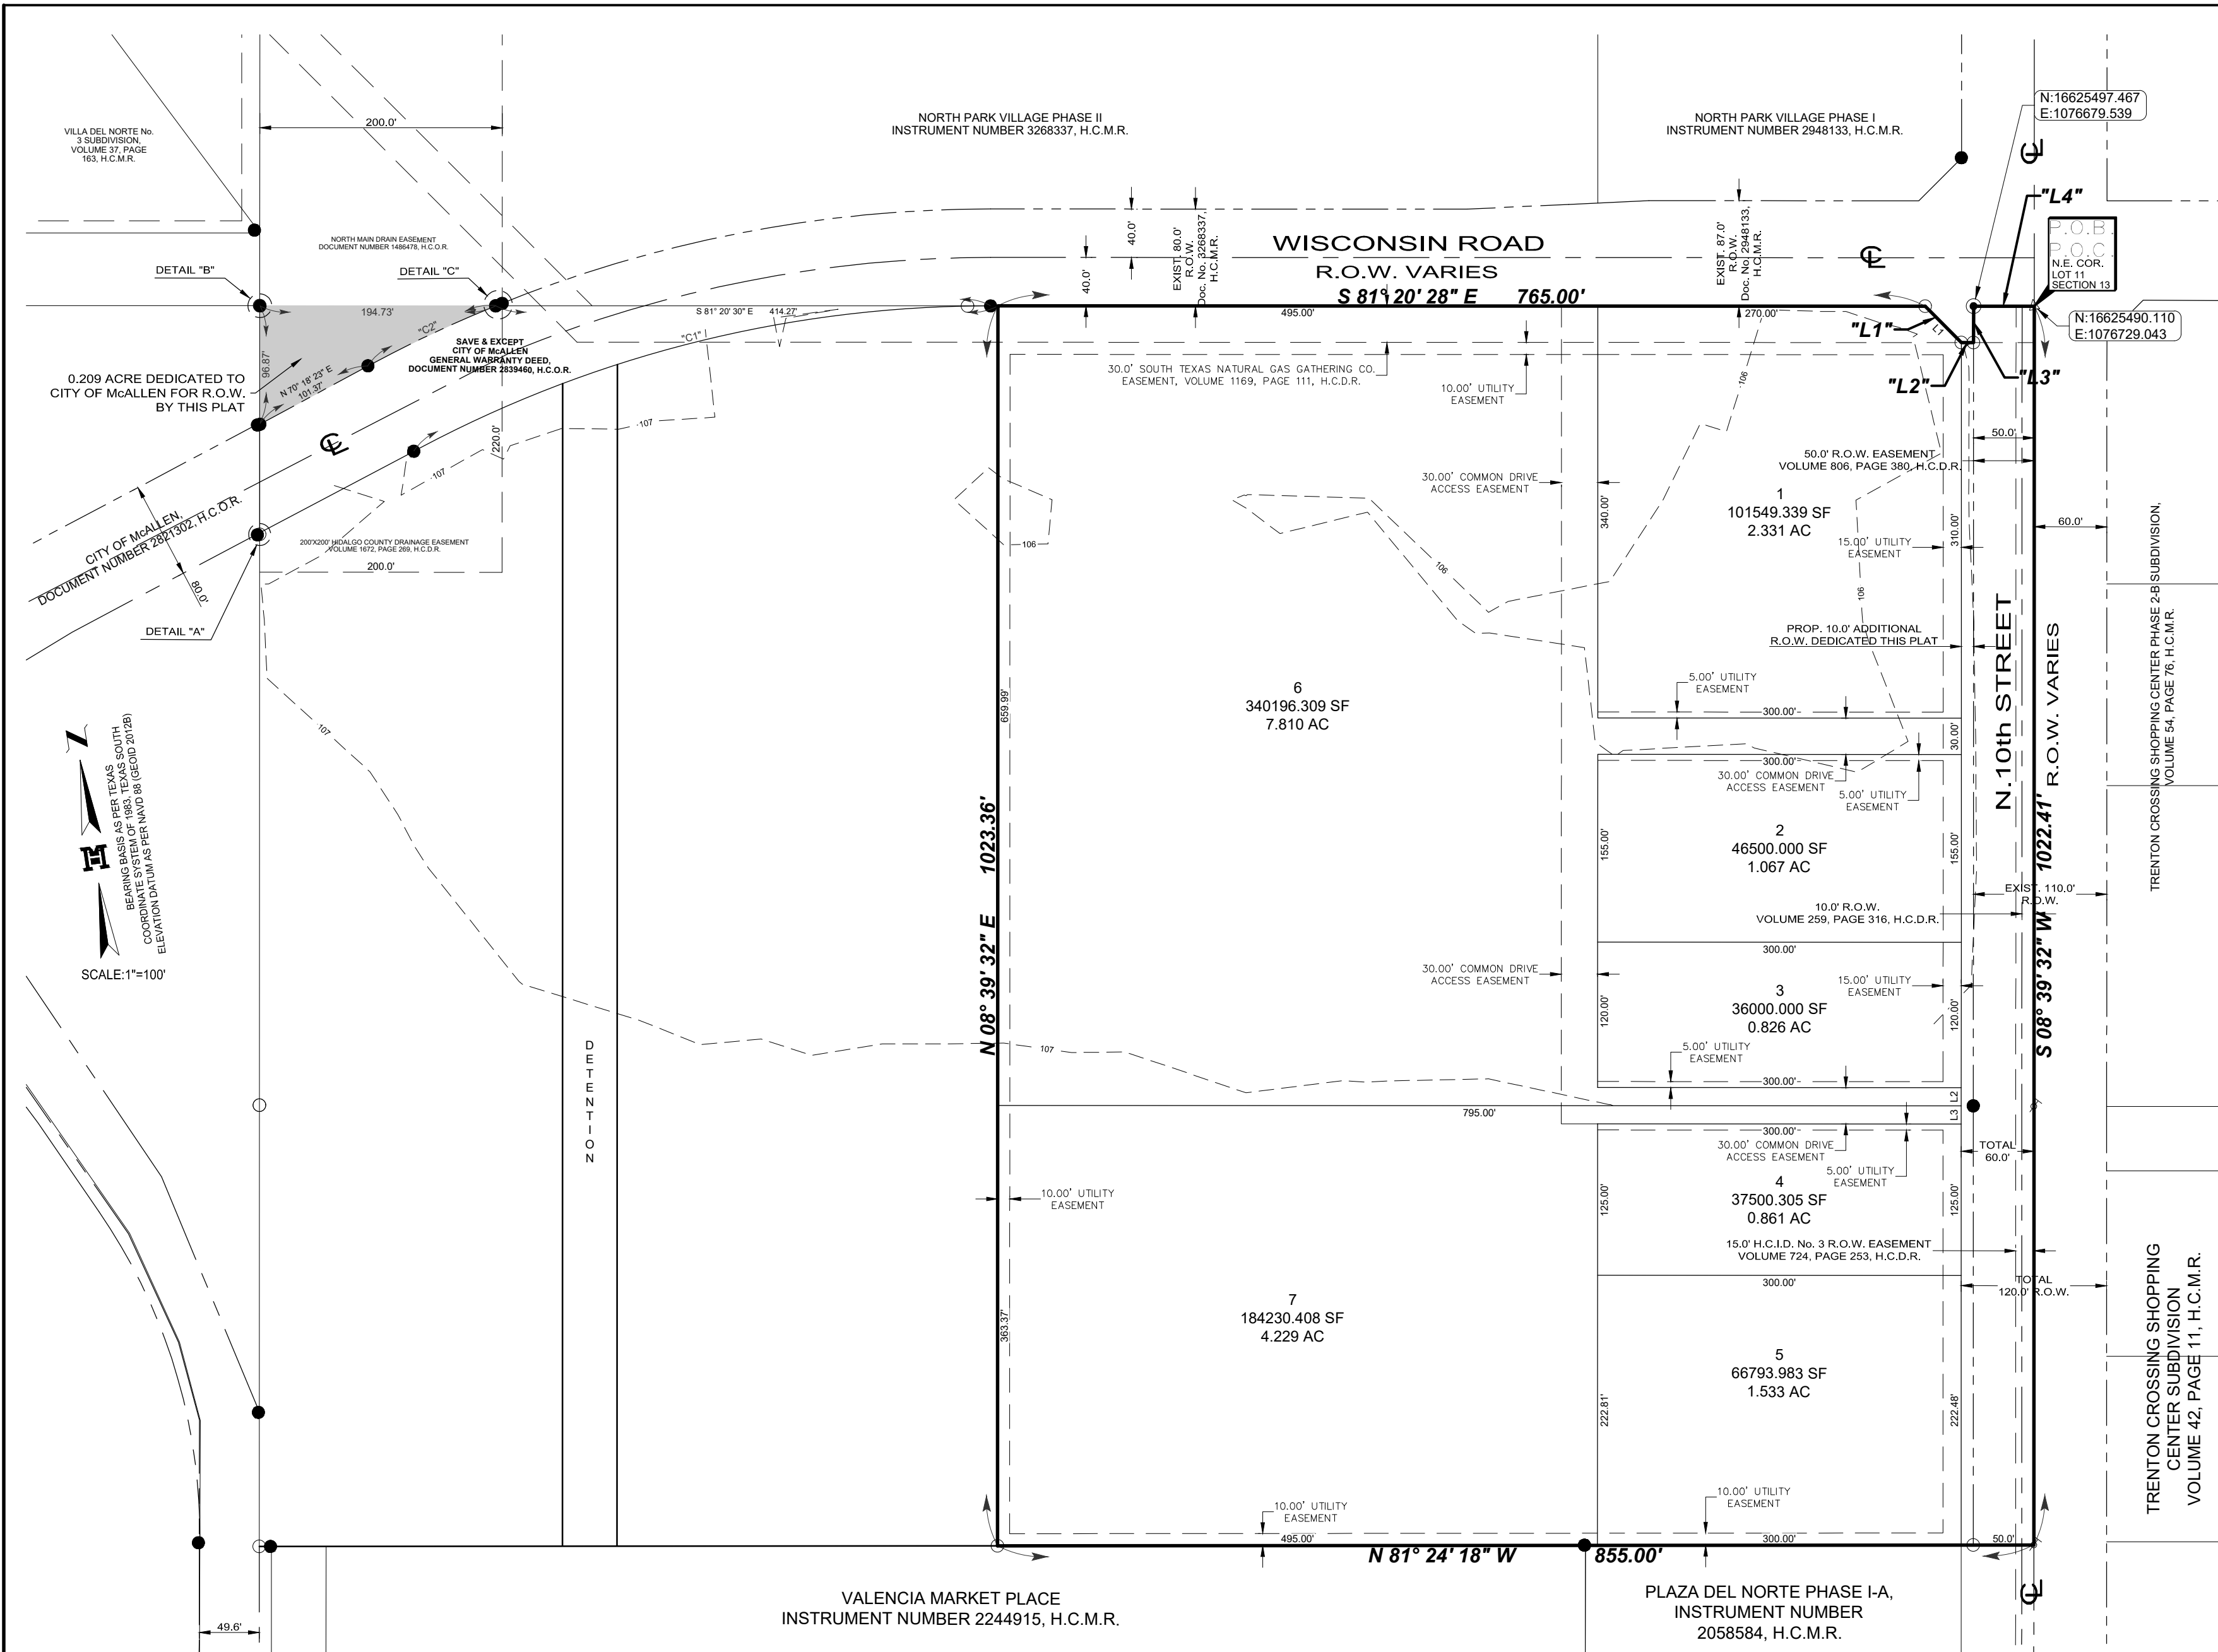 VILLA DEL NORTE No.
3 SUBDIVISION,
VOLUME 37, PAGE
163, H.C.M.R.
200.0'
NORTH PARK VILLAGE PHASE II
INSTRUMENT NUMBER 3268337, H.C.M.R.
NORTH PARK VILLAGE PHASE I
INSTRUMENT NUMBER 2948133, H.C.M.R.
N:16625497.467
E:1076679.539
CL
"L4"
P.O.B.
P.O.C.
N.E. COR.
LOT 11
SECTION 13
N:16625490.110
E:1076729.043
NORTH MAIN DRAIN EASEMENT
DOCUMENT NUMBER 1486478, H.C.O.R.
DETAIL "B"
DETAIL "C"
194.73'
"C2"
96.87'
N 70° 18' 23" E
101.37'
0.209 ACRE DEDICATED TO
CITY OF McALLEN FOR R.O.W.
BY THIS PLAT
SAVE & EXCEPT
CITY OF McALLEN
GENERAL WARRANTY DEED,
DOCUMENT NUMBER 2839460, H.C.O.R.
S 81° 20' 30" E 414.27'
"C1"
40.0'
40.0'
EXIST. 80.0'
R.O.W.
Doc. No. 3268337,
H.C.M.R.
WISCONSIN ROAD
R.O.W. VARIES
S 81° 20' 28" E 765.00'
EXIST. 87.0'
R.O.W.
Doc. No. 2948133,
H.C.M.R.
CL
495.00'
270.00'
"L1"
L1
"L2"
"L3"
30.0' SOUTH TEXAS NATURAL GAS GATHERING CO.
EASEMENT, VOLUME 1169, PAGE 111, H.C.D.R.
10.00' UTILITY
EASEMENT
106
107
107
CL
220.0'
CITY OF McALLEN,
DOCUMENT NUMBER 2821302, H.C.O.R.
80.0'
200'X200' HIDALGO COUNTY DRAINAGE EASEMENT
VOLUME 1672, PAGE 269, H.C.D.R.
200.0'
DETAIL "A"
106
106
106
30.00' COMMON DRIVE
ACCESS EASEMENT
340.00'
50.0'
50.0' R.O.W. EASEMENT
VOLUME 806, PAGE 380, H.C.D.R.
1
101549.339 SF
2.331 AC
15.00' UTILITY
EASEMENT
310.00'
60.0'
PROP. 10.0' ADDITIONAL
R.O.W. DEDICATED THIS PLAT
5.00' UTILITY
EASEMENT
300.00'
30.00'
N.10th STREET
R.O.W. VARIES
TRENTON CROSSING SHOPPING CENTER PHASE 2-B SUBDIVISION,
VOLUME 54, PAGE 76, H.C.M.R.
6
340196.309 SF
7.810 AC
659.99'
107
N
H
BEARING BASIS AS PER TEXAS
COORDINATE SYSTEM OF 1983, TEXAS SOUTH
ELEVATION DATUM AS PER NAVD 88 (GEOID 2012B)
SCALE:1"=100'
N 08° 39' 32" E 1023.36'
300.00'
30.00' COMMON DRIVE
ACCESS EASEMENT
5.00' UTILITY
EASEMENT
155.00'
2
46500.000 SF
1.067 AC
155.00'
S 08° 39' 32" W 1022.41'
EXIST. 110.0'
R.O.W.
10.0' R.O.W.
VOLUME 259, PAGE 316, H.C.D.R.
300.00'
30.00' COMMON DRIVE
ACCESS EASEMENT
120.00'
3
36000.000 SF
0.826 AC
15.00' UTILITY
EASEMENT
120.00'
5.00' UTILITY
EASEMENT
300.00'
107
DETENTION
795.00'
L2
L3
300.00'
30.00' COMMON DRIVE
ACCESS EASEMENT
5.00' UTILITY
EASEMENT
TOTAL
60.0'
10.00' UTILITY
EASEMENT
125.00'
4
37500.305 SF
0.861 AC
125.00'
15.0' H.C.I.D. No. 3 R.O.W. EASEMENT
VOLUME 724, PAGE 253, H.C.D.R.
300.00'
TOTAL
120.0' R.O.W.
363.37'
7
184230.408 SF
4.229 AC
222.81'
5
66793.983 SF
1.533 AC
222.48'
TRENTON CROSSING SHOPPING
CENTER SUBDIVISION
VOLUME 42, PAGE 11, H.C.M.R.
10.00' UTILITY
EASEMENT
10.00' UTILITY
EASEMENT
495.00'
300.00'
50.0'
N 81° 24' 18" W 855.00'
CL
VALENCIA MARKET PLACE
INSTRUMENT NUMBER 2244915, H.C.M.R.
PLAZA DEL NORTE PHASE I-A,
INSTRUMENT NUMBER
2058584, H.C.M.R.
49.6'